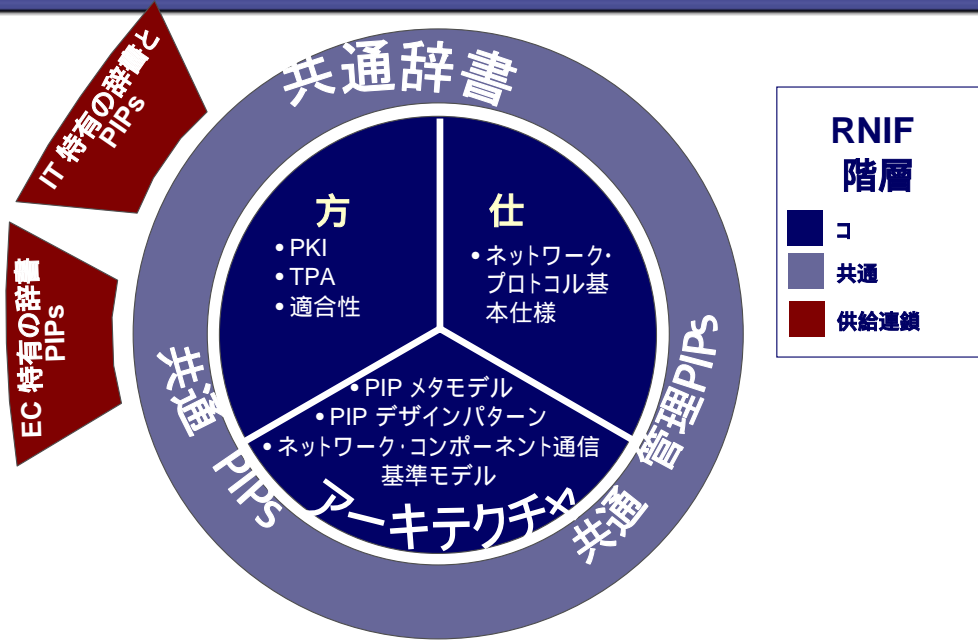 共通辞書
IT 特有の辞書と
PIPs
EC 特有の辞書
PIPs
方
• PKI
• TPA
• 適合性
仕
• ネットワーク・
プロトコル基
本仕様
• PIP メタモデル
• PIP デザインパターン
• ネットワーク・コンポーネント通信
基準モデル
アーキテクチャ
共通 PIPs
共通 管理PIPs
RNIF
階層
コ
共通
供給連鎖